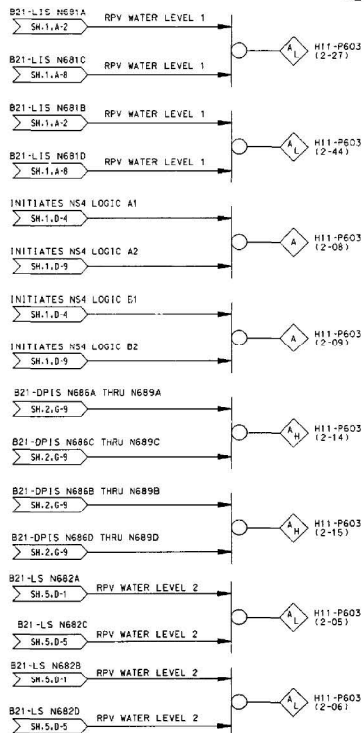 B21-LIS N681A
SH.1.A-2
RPV WATER LEVEL 1
B21-LIS N681C
SH.1.A-8
RPV WATER LEVEL 1
A L
H11-P603
(2-27)
B21-LIS N681B
SH.1.A-2
RPV WATER LEVEL 1
B21-LIS N681D
SH.1.A-8
RPV WATER LEVEL 1
A L
H11-P603
(2-44)
INITIATES NS4 LOGIC A1
SH.1.D-4
INITIATES NS4 LOGIC A2
SH.1.D-9
A
H11-P603
(2-08)
INITIATES NS4 LOGIC B1
SH.1.D-4
INITIATES NS4 LOGIC B2
SH.1.D-9
A
H11-P603
(2-09)
B21-DPIS N686A THRU N689A
SH.2.G-9
B21-DPIS N686C THRU N689C
SH.2.G-9
A H
H11-P603
(2-14)
B21-DPIS N686B THRU N689B
SH.2.G-9
B21-DPIS N686D THRU N689D
SH.2.G-9
A H
H11-P603
(2-15)
B21-LS N682A
SH.5.D-1
RPV WATER LEVEL 2
B21-LS N682C
SH.5.D-5
RPV WATER LEVEL 2
A L
H11-P603
(2-05)
B21-LS N682B
SH.5.D-1
RPV WATER LEVEL 2
B21-LS N682D
SH.5.D-5
RPV WATER LEVEL 2
A L
H11-P603
(2-06)